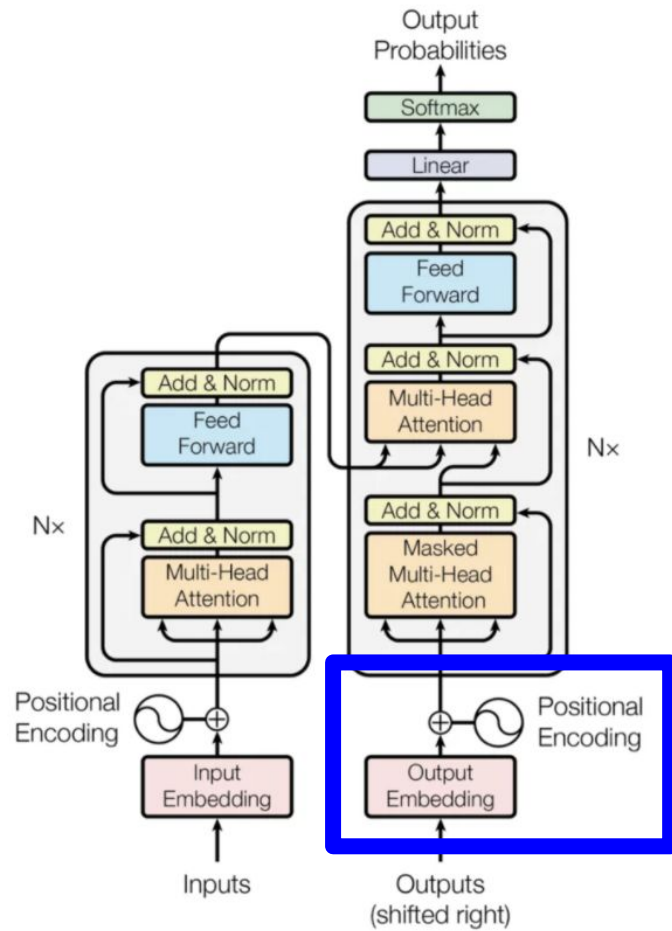 Output
Probabilities
Softmax
Linear
Add & Norm
Feed
Forward
Add & Norm
Multi-Head
Attention
Nx
Add & Norm
Masked
Multi-Head
Attention
Positional
Encoding
Output
Embedding
Outputs
(shifted right)
Add & Norm
Feed
Forward
Nx
Add & Norm
Multi-Head
Attention
Positional
Encoding
Input
Embedding
Inputs